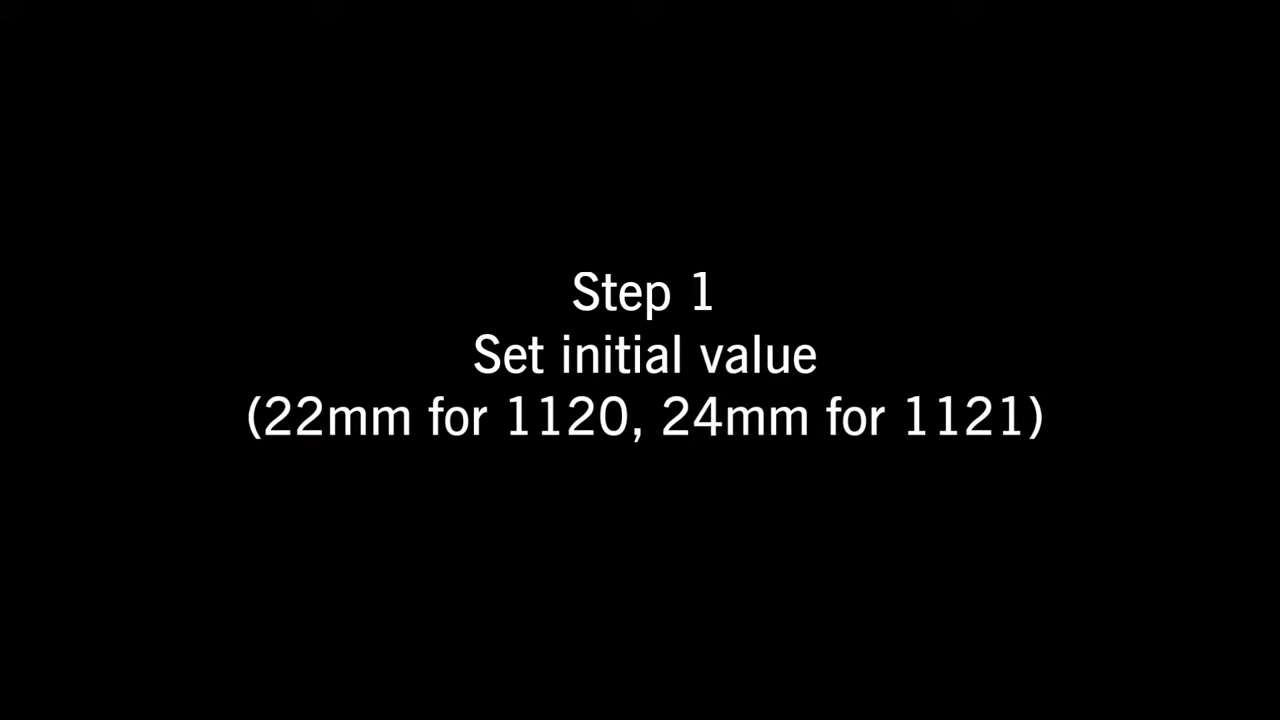 Step 1
Set initial value
(22mm for 1120, 24mm for 1121)